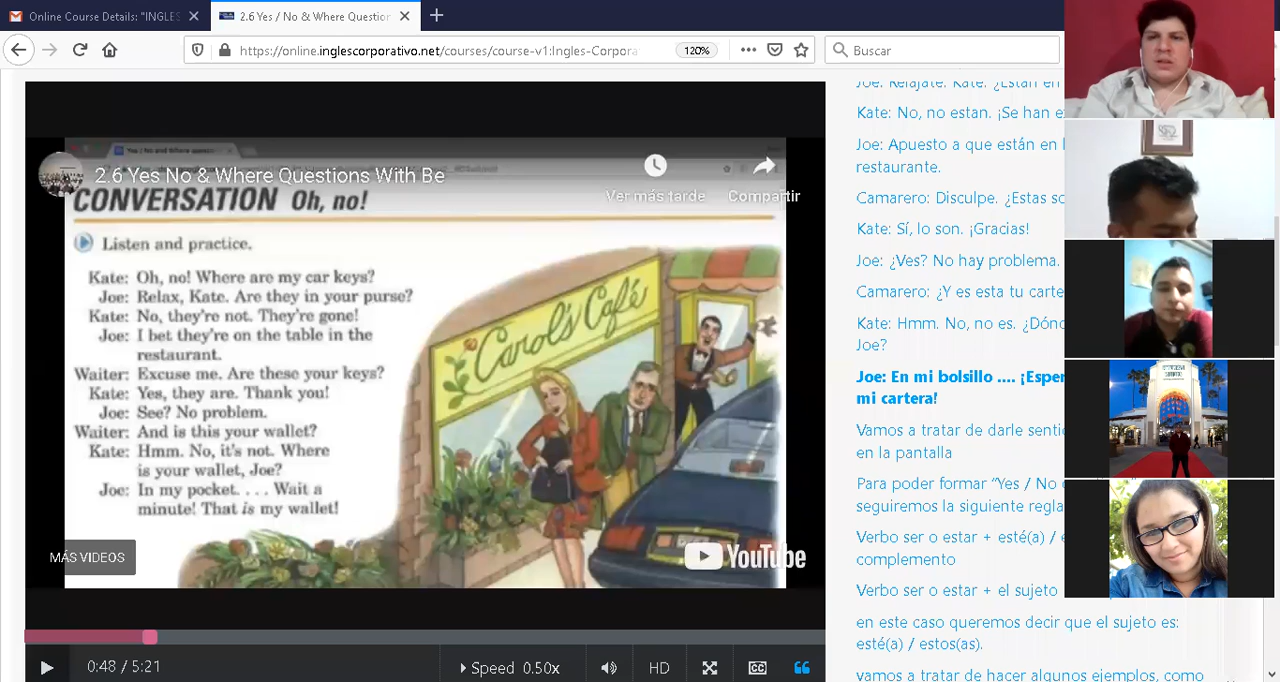 Online Course Details: "INGLES
2.6 Yes / No & Where Question
https://online.inglescorporativo.net/courses/course-v1:Ingles-Corpora
120%
Buscar
2.6 Yes No & Where Questions With Be
Ver más tarde
Compartir
CONVERSATION Oh, no!
Listen and practice.
Kate: Oh, no! Where are my car keys?
Joe: Relax, Kate. Are they in your purse?
Kate: No, they're not. They're gone!
Joe: I bet they're on the table in the
restaurant.
Waiter: Excuse me. Are these your keys?
Kate: Yes, they are. Thank you!
Joe: See? No problem.
Waiter: And is this your wallet?
Kate: Hmm. No, it's not. Where
is your wallet, Joe?
Joe: In my pocket. . . . Wait a
minute! That is my wallet!
Carol's Café
MÁS VIDEOS
YouTube
0:48 / 5:21
Speed 0.50x
HD
CC
Joe: Relájate. Kate. ¿Están en
Kate: No, no estan. ¡Se han
Joe: Apuesto a que están en
restaurante.
Camarero: Disculpe. ¿Estas
Kate: Sí, lo son. ¡Gracias!
Joe: ¿Ves? No hay problema.
Camarero: ¿Y es esta tu
Kate: Hmm. No, no es.
Joe?
Joe: En mi bolsillo ....
mi cartera!
Vamos a tratar de darle
en la pantalla
Para poder formar "Yes / No
seguiremos la siguiente
Verbo ser o estar + esté(a) /
complemento
Verbo ser o estar + el sujeto
en este caso queremos decir que el sujeto es:
esté(a) / estos(as).
vamos a tratar de hacer algunos ejemplos, como